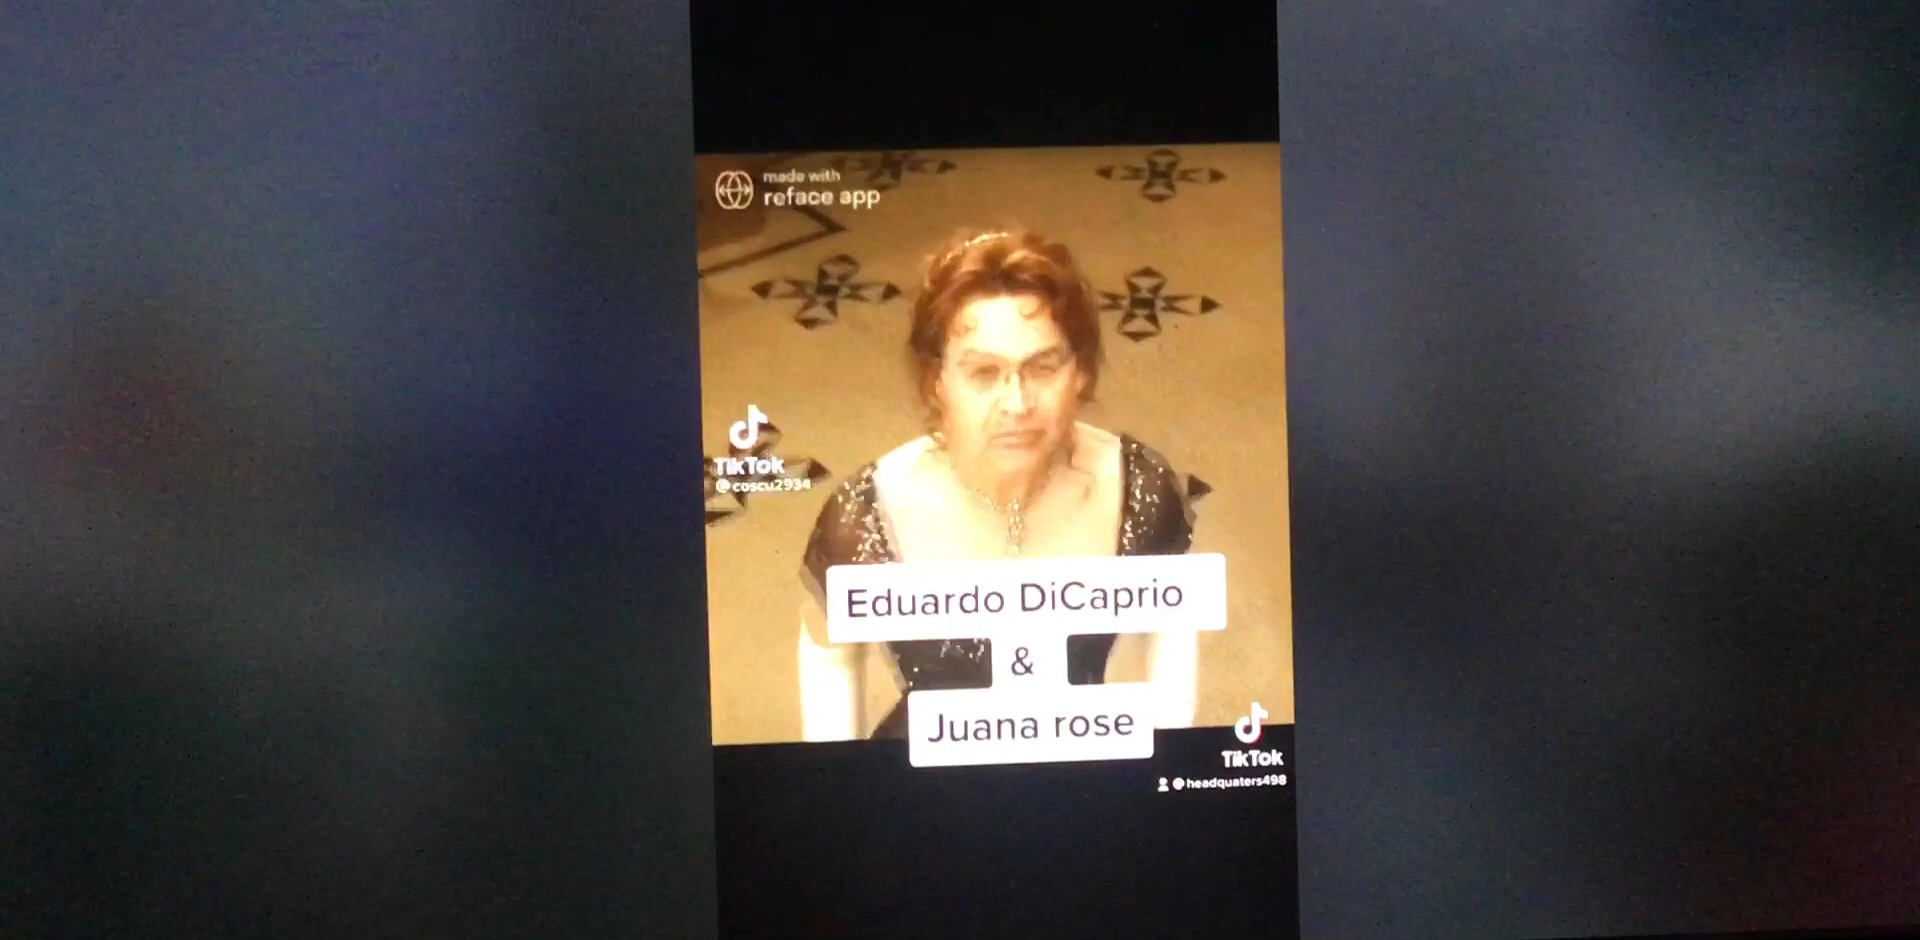 made with
reface app
TikTok
@coscu2934
Eduardo DiCaprio
&
Juana rose
TikTok
@headquaters498